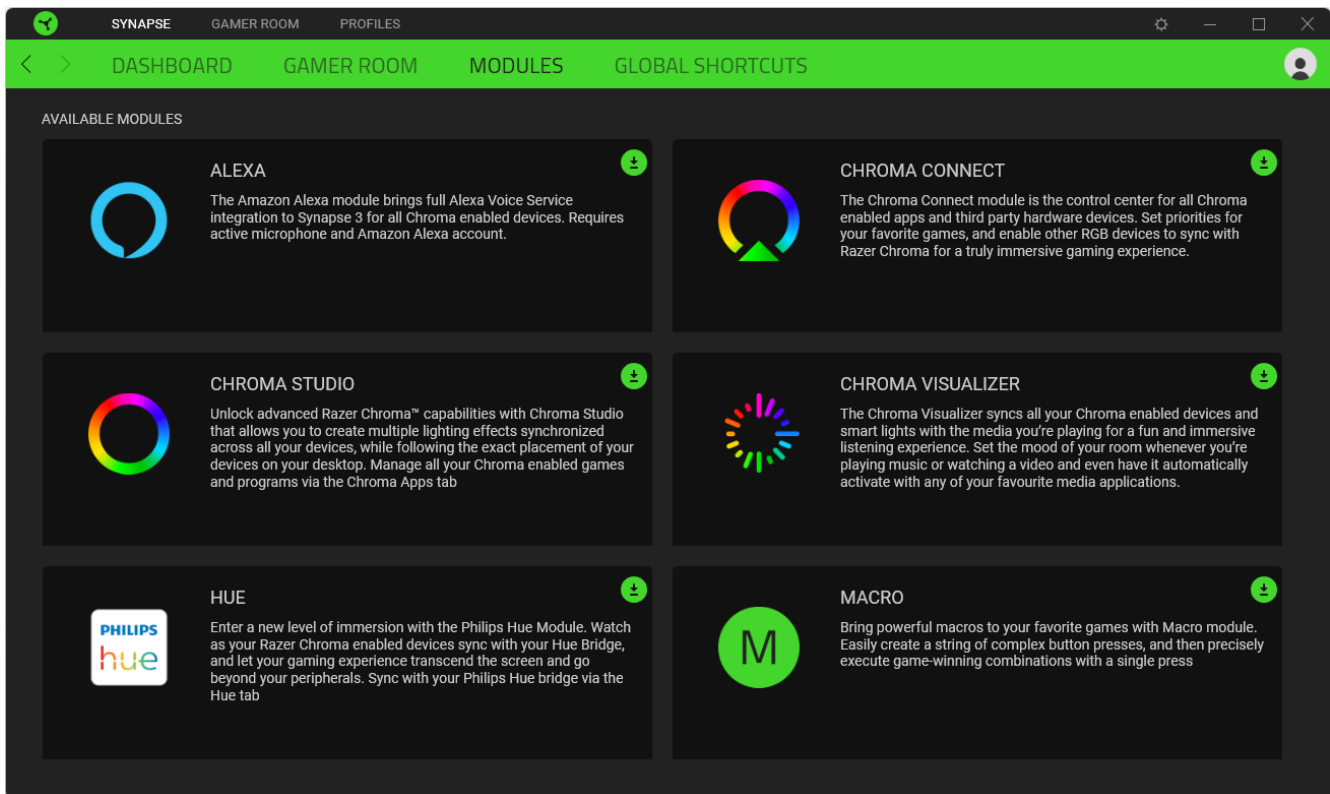 SYNAPSE GAMER ROOM PROFILES
DASHBOARD GAMER ROOM MODULES GLOBAL SHORTCUTS
AVAILABLE MODULES
ALEXA
The Amazon Alexa module brings full Alexa Voice Service
integration to Synapse 3 for all Chroma enabled devices. Requires
active microphone and Amazon Alexa account.
CHROMA CONNECT
The Chroma Connect module is the control center for all Chroma
enabled apps and third party hardware devices. Set priorities for
your favorite games, and enable other RGB devices to sync with
Razer Chroma for a truly immersive gaming experience.
CHROMA STUDIO
Unlock advanced Razer Chroma™ capabilities with Chroma Studio
that allows you to create multiple lighting effects synchronized
across all your devices, while following the exact placement of your
devices on your desktop. Manage all your Chroma enabled games
and programs via the Chroma Apps tab
CHROMA VISUALIZER
The Chroma Visualizer syncs all your Chroma enabled devices and
smart lights with the media you're playing for a fun and immersive
listening experience. Set the mood of your room whenever you're
playing music or watching a video and even have it automatically
activate with any of your favourite media applications.
PHILIPS
hue
HUE
Enter a new level of immersion with the Philips Hue Module. Watch
as your Razer Chroma enabled devices sync with your Hue Bridge,
and let your gaming experience transcend the screen and go
beyond your peripherals. Sync with your Philips Hue bridge via the
Hue tab
M
MACRO
Bring powerful macros to your favorite games with Macro module.
Easily create a string of complex button presses, and then precisely
execute game-winning combinations with a single press